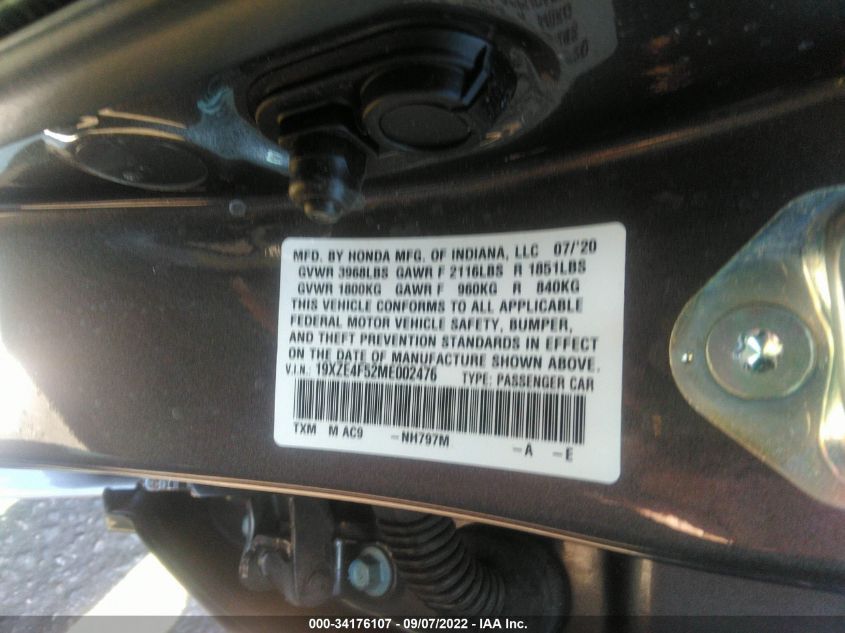 MFD. BY HONDA MFG. OF INDIANA, LLC 07/'20
GVWR 3968LBS GAWR F 2116LBS R 1851LBS
GVWR 1800KG GAWR F 960KG R 840KG
THIS VEHICLE CONFORMS TO ALL APPLICABLE
FEDERAL MOTOR VEHICLE SAFETY, BUMPER,
AND THEFT PREVENTION STANDARDS IN EFFECT
ON THE DATE OF MANUFACTURE SHOWN ABOVE.
V.I.N.: 19XZE4F52ME002476 TYPE: PASSENGER CAR
TXM M AC9 -NH797M -A -E
000-34176107 - 09/07/2022 - IAA Inc.